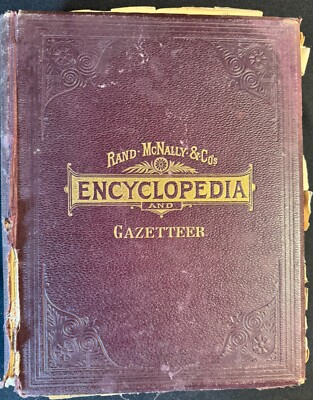 RAND·MCNALLY·&·CO'S
ENCYCLOPEDIA
AND
GAZETTEER